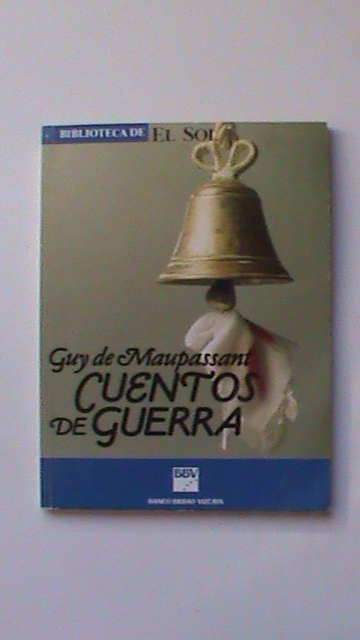 BIBLIOTECA DE EL SOL
Guy de Maupassant
CUENTOS
DE GUERRA
BBV
BANCO BILBAO VIZCAYA